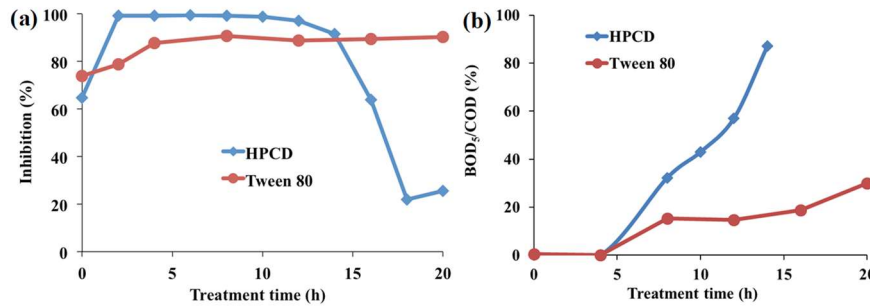 (a)
100
80
60
40
20
0
Inhibition (%)
HPCD
Tween 80
0 5 10 15 20
Treatment time (h)
(b)
100
80
60
40
20
0
BOD5/COD (%)
HPCD
Tween 80
0 5 10 15 20
Treatment time (h)